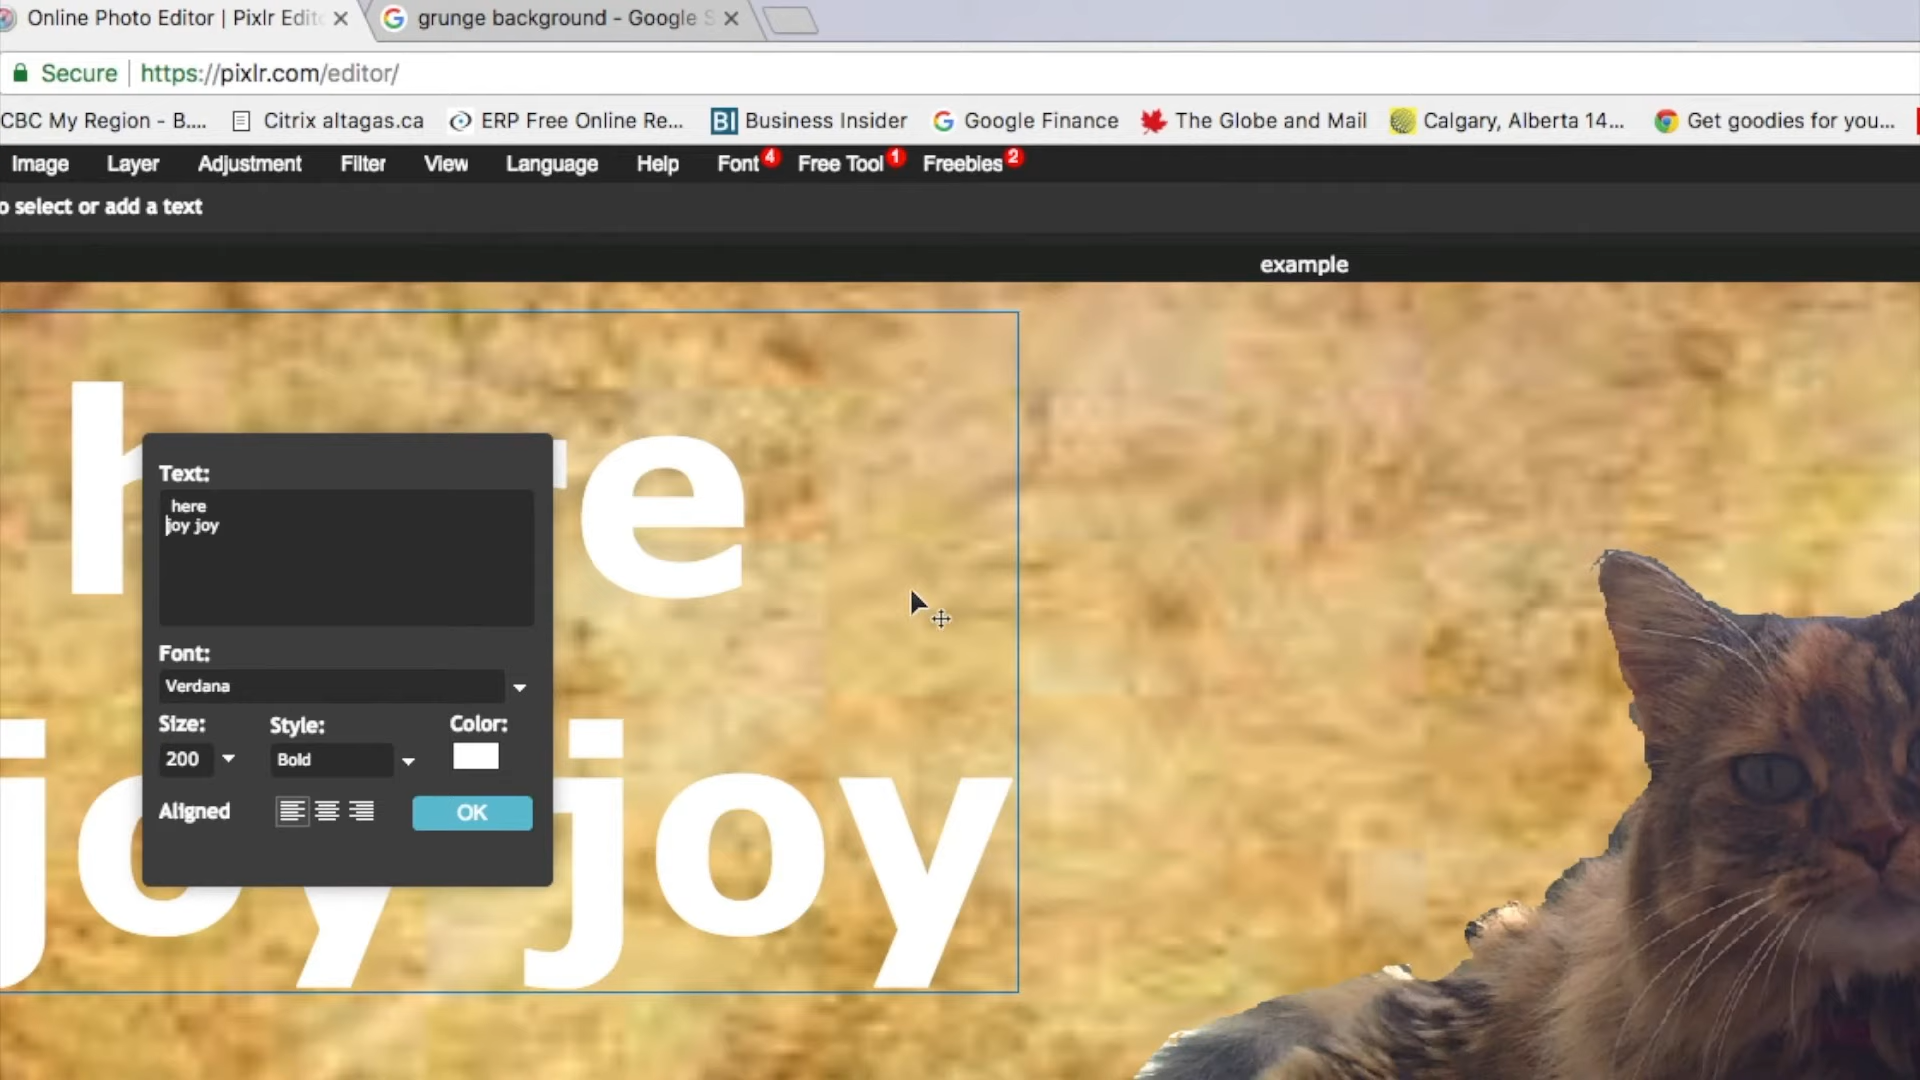 Online Photo Editor | Pixlr Edit
grunge background - Google S
Secure https://pixlr.com/editor/
CBC My Region - B.... Citrix altagas.ca ERP Free Online Re... BI Business Insider Google Finance The Globe and Mail Calgary, Alberta 14... Get goodies for you...
Image Layer Adjustment Filter View Language Help Font 4 Free Tool 1 Freebies 2
o select or add a text
example
here
joy joy
Text:
here
joy joy
Font:
Verdana
Size: Style: Color:
200 Bold
Aligned OK